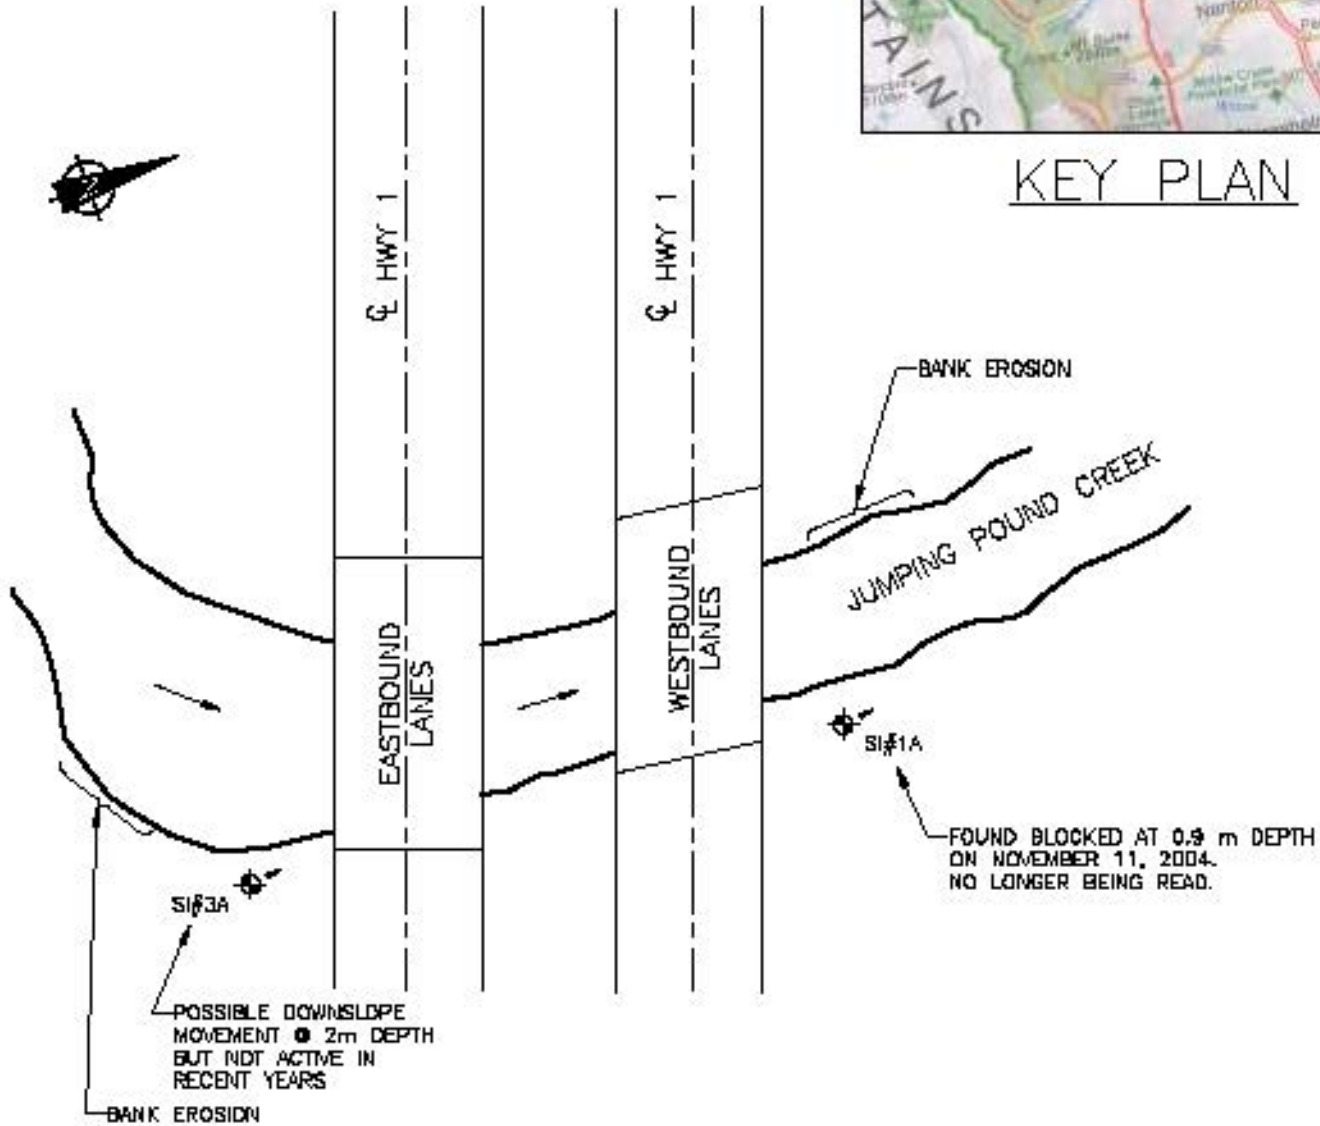 TAINS
Nanton
KEY PLAN
℄ HWY 1
℄ HWY 1
BANK EROSION
JUMPING POUND CREEK
EASTBOUND
LANES
WESTBOUND
LANES
SI#1A
FOUND BLOCKED AT 0.9 m DEPTH
ON NOVEMBER 11, 2004.
NO LONGER BEING READ.
SI#3A
POSSIBLE DOWNSLOPE
MOVEMENT @ 2m DEPTH
BUT NOT ACTIVE IN
RECENT YEARS
BANK EROSION